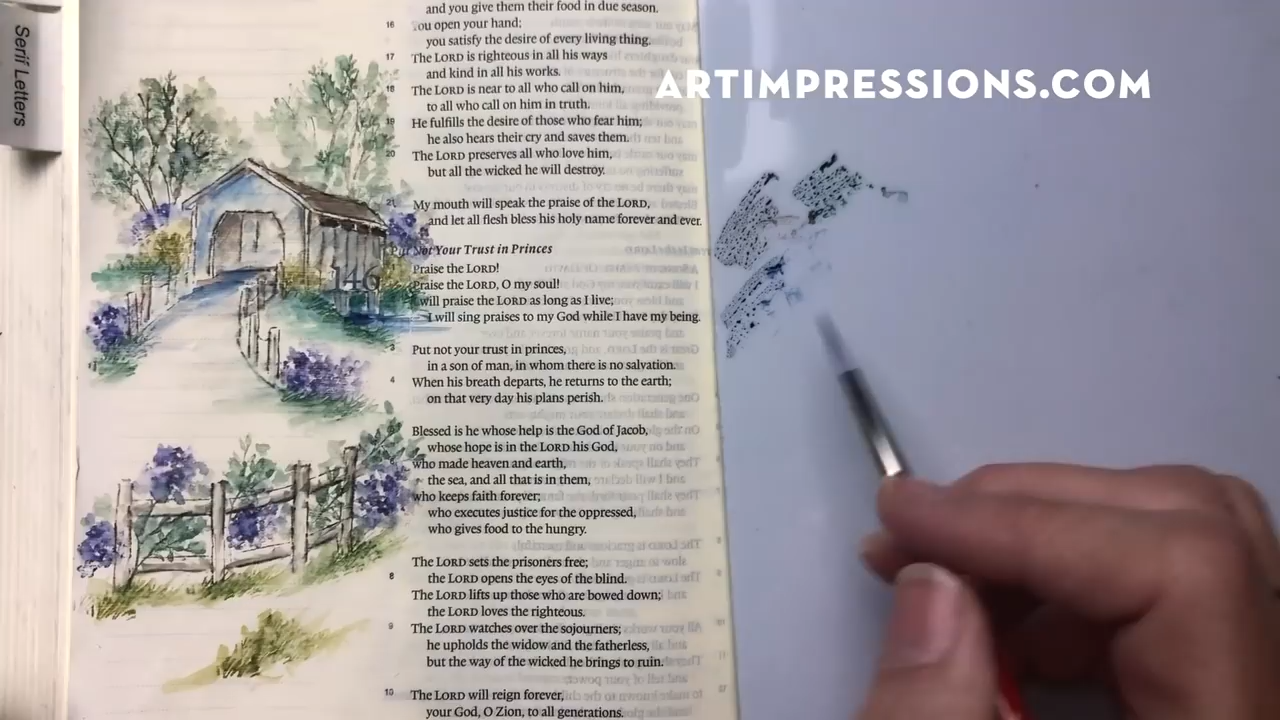 Serif Letters
ARTIMPRESSIONS.COM
and you give them their food in due season.
16 You open your hand;
you satisfy the desire of every living thing.
17 The LORD is righteous in all his ways
and kind in all his works.
18 The LORD is near to all who call on him,
to all who call on him in truth.
19 He fulfills the desire of those who fear him;
he also hears their cry and saves them.
20 The LORD preserves all who love him,
but all the wicked he will destroy.
21 My mouth will speak the praise of the LORD,
and let all flesh bless his holy name forever and ever.
Put Not Your Trust in Princes
146 Praise the LORD!
Praise the LORD, O my soul!
I will praise the LORD as long as I live;
I will sing praises to my God while I have my being.
3 Put not your trust in princes,
in a son of man, in whom there is no salvation.
4 When his breath departs, he returns to the earth;
on that very day his plans perish.
Blessed is he whose help is the God of Jacob,
whose hope is in the LORD his God,
who made heaven and earth,
the sea, and all that is in them,
who keeps faith forever;
who executes justice for the oppressed,
who gives food to the hungry.
The LORD sets the prisoners free;
8 the LORD opens the eyes of the blind.
The LORD lifts up those who are bowed down;
the LORD loves the righteous.
9 The LORD watches over the sojourners;
he upholds the widow and the fatherless,
but the way of the wicked he brings to ruin.
10 The LORD will reign forever,
your God, O Zion, to all generations.